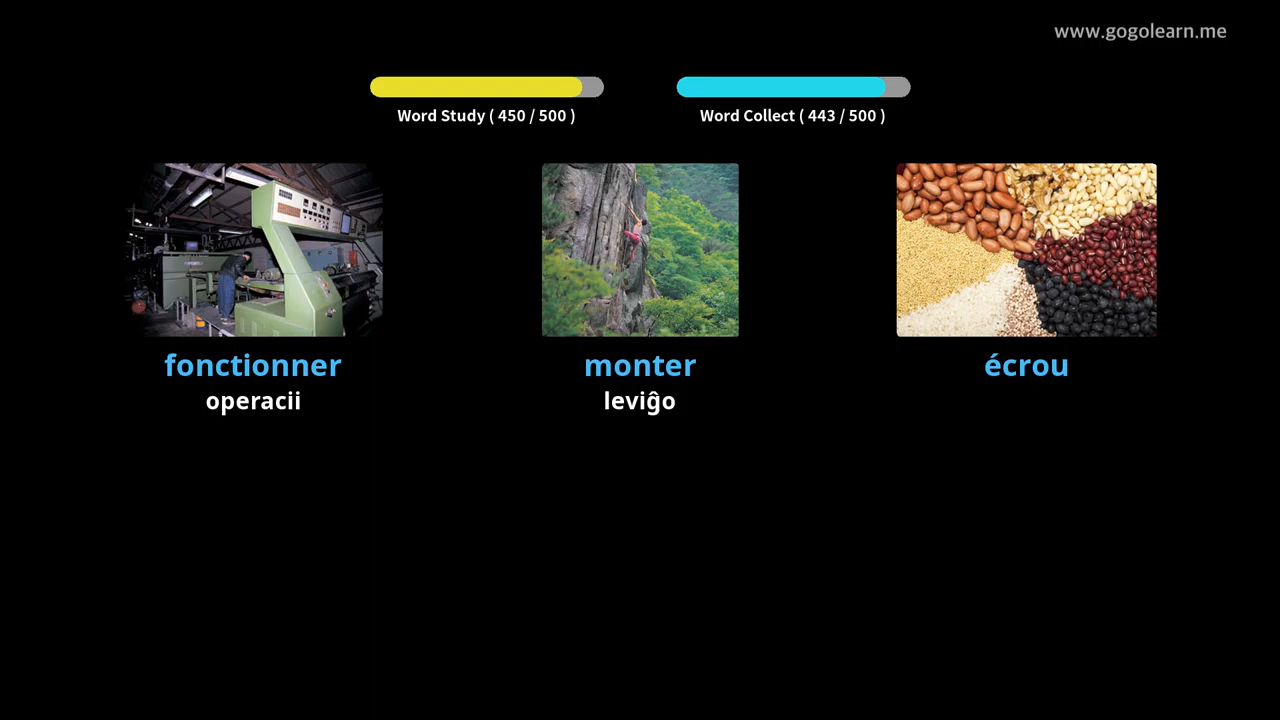 www.gogolearn.me
Word Study ( 450 / 500 )
Word Collect ( 443 / 500 )
fonctionner
operacii
monter
leviĝo
écrou